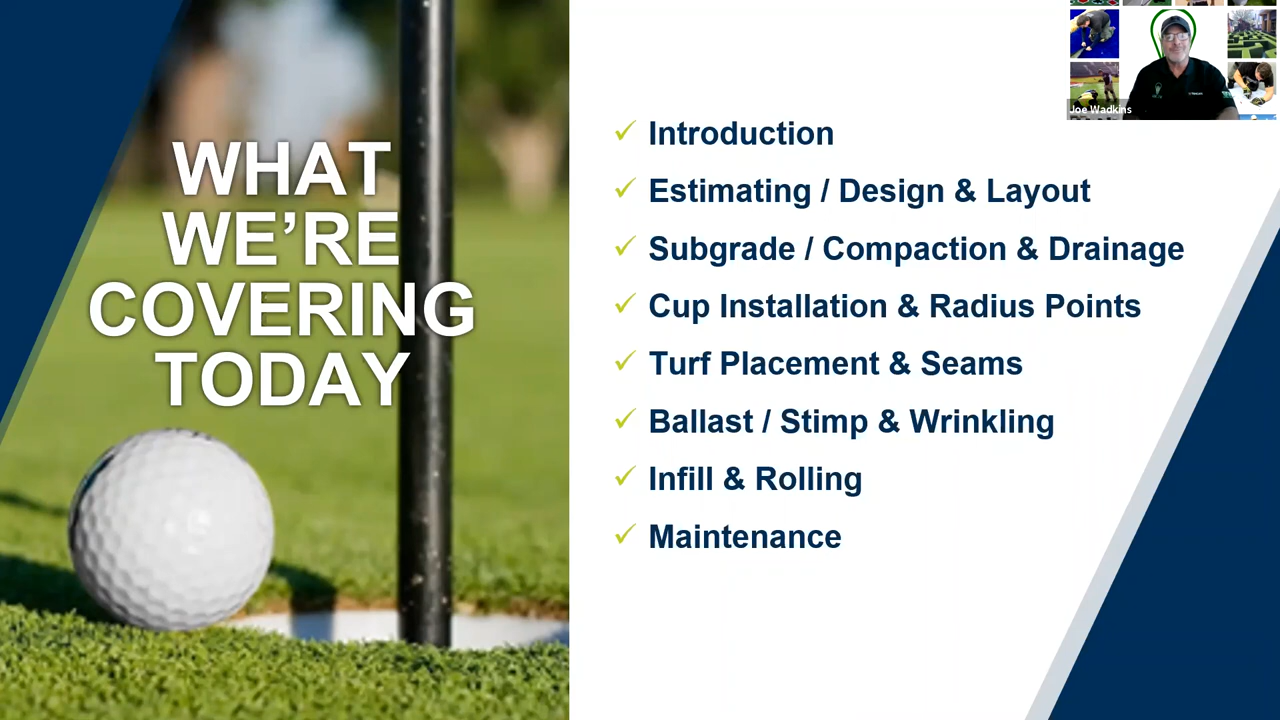 WHAT
WE’RE
COVERING
TODAY
Introduction
Estimating / Design & Layout
Subgrade / Compaction & Drainage
Cup Installation & Radius Points
Turf Placement & Seams
Ballast / Stimp & Wrinkling
Infill & Rolling
Maintenance
Joe Wadkins